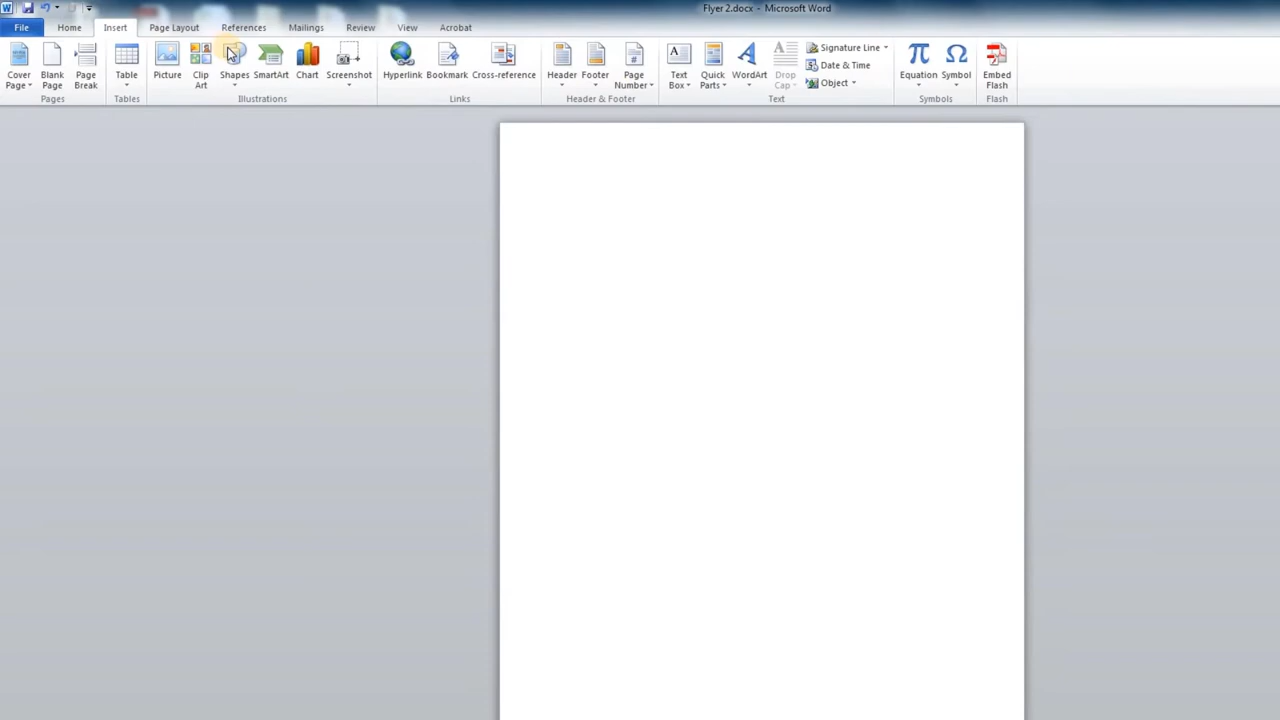 Flyer 2.docx - Microsoft Word
File Home Insert Page Layout References Mailings Review View Acrobat
Cover Page
Blank Page
Page Break
Pages
Table
Tables
Picture
Clip Art
Shapes
SmartArt
Chart
Screenshot
Illustrations
Hyperlink
Bookmark
Cross-reference
Links
Header
Footer
Page Number
Header & Footer
A
Text Box
Quick Parts
A
WordArt
A
Drop Cap
Signature Line
Date & Time
Object
Text
π
Equation
Ω
Symbol
Symbols
Embed Flash
Flash